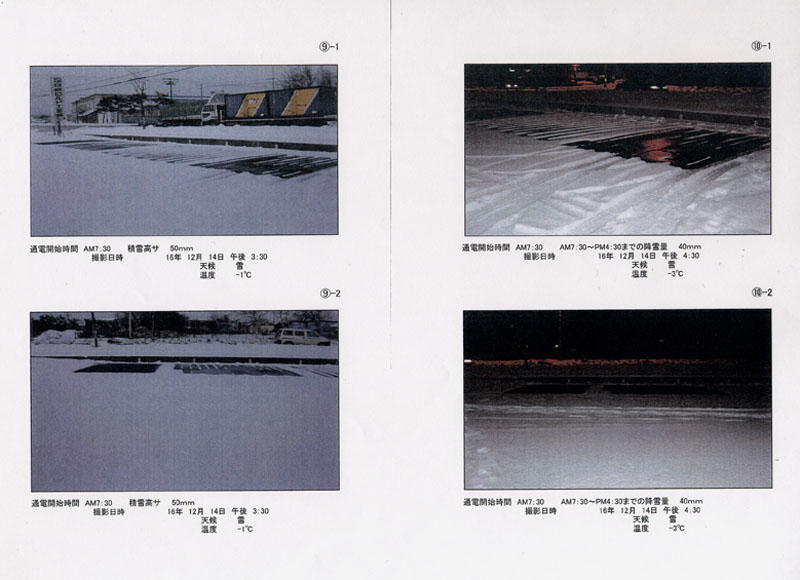 ⑨-1
通電開始時間 AM7:30 積雪高サ 50mm
撮影日時 16年 12月 14日 午後 3:30
天候 雪
温度 -1℃
⑨-2
通電開始時間 AM7:30 積雪高サ 50mm
撮影日時 16年 12月 14日 午後 3:30
天候 雪
温度 -1℃
⑩-1
通電開始時間 AM7:30 AM7:30～PM4:30までの降雪量 40mm
撮影日時 16年 12月 14日 午後 4:30
天候 雪
温度 -3℃
⑩-2
通電開始時間 AM7:30 AM7:30～PM4:30までの降雪量 40mm
撮影日時 16年 12月 14日 午後 4:30
天候 雪
温度 -3℃